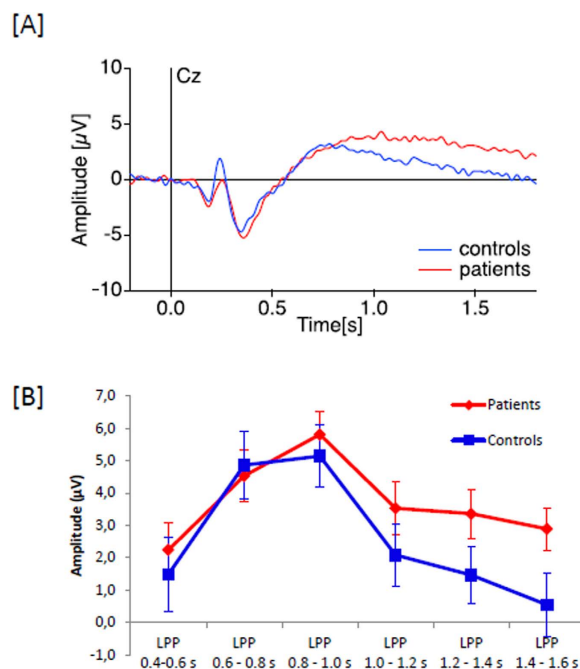 [A]
Cz
10
5
0
−5
−10
Amplitude [µV]
controls
patients
0.0 0.5 1.0 1.5
Time[s]
[B]
7,0
6,0
5,0
4,0
3,0
2,0
1,0
0,0
-1,0
Amplitude (µV)
Patients
Controls
LPP LPP LPP LPP LPP LPP
0.4-0.6 s 0.6 - 0.8 s 0.8 - 1.0 s 1.0 - 1.2 s 1.2 - 1.4 s 1.4 - 1.6 s